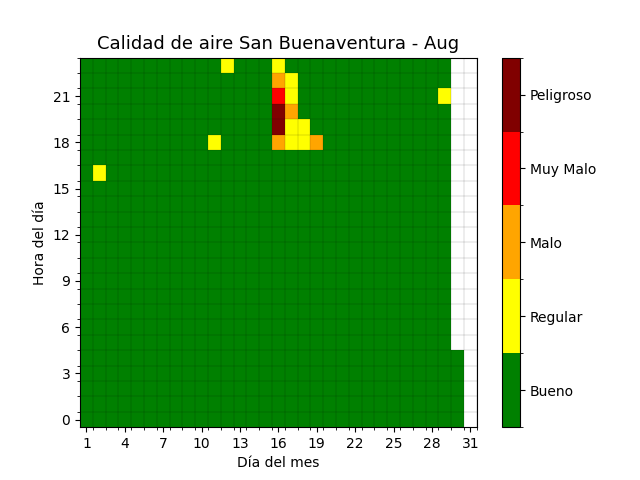 Calidad de aire San Buenaventura - Aug
Hora del día
21
18
15
12
9
6
3
0
1 4 7 10 13 16 19 22 25 28 31
Día del mes
Peligroso
Muy Malo
Malo
Regular
Bueno